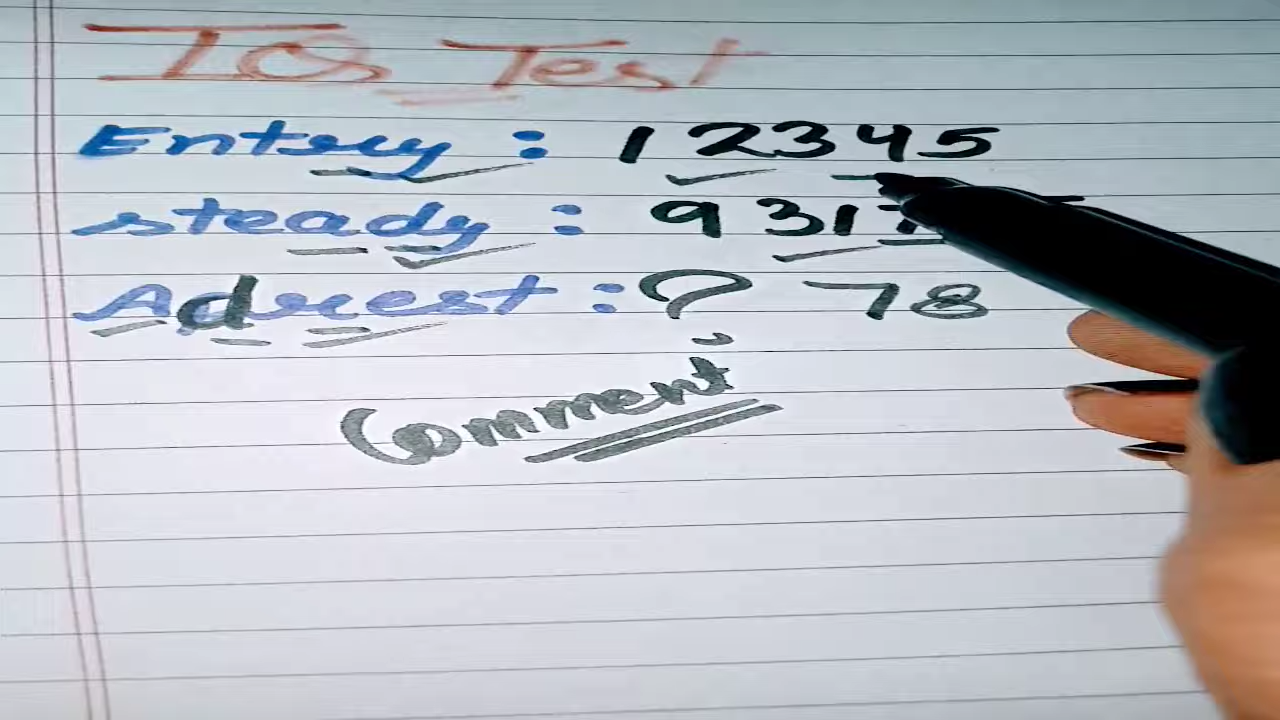 IQ Test
Entry : 12345
steady : 931
Adrest : ? 78
Comment